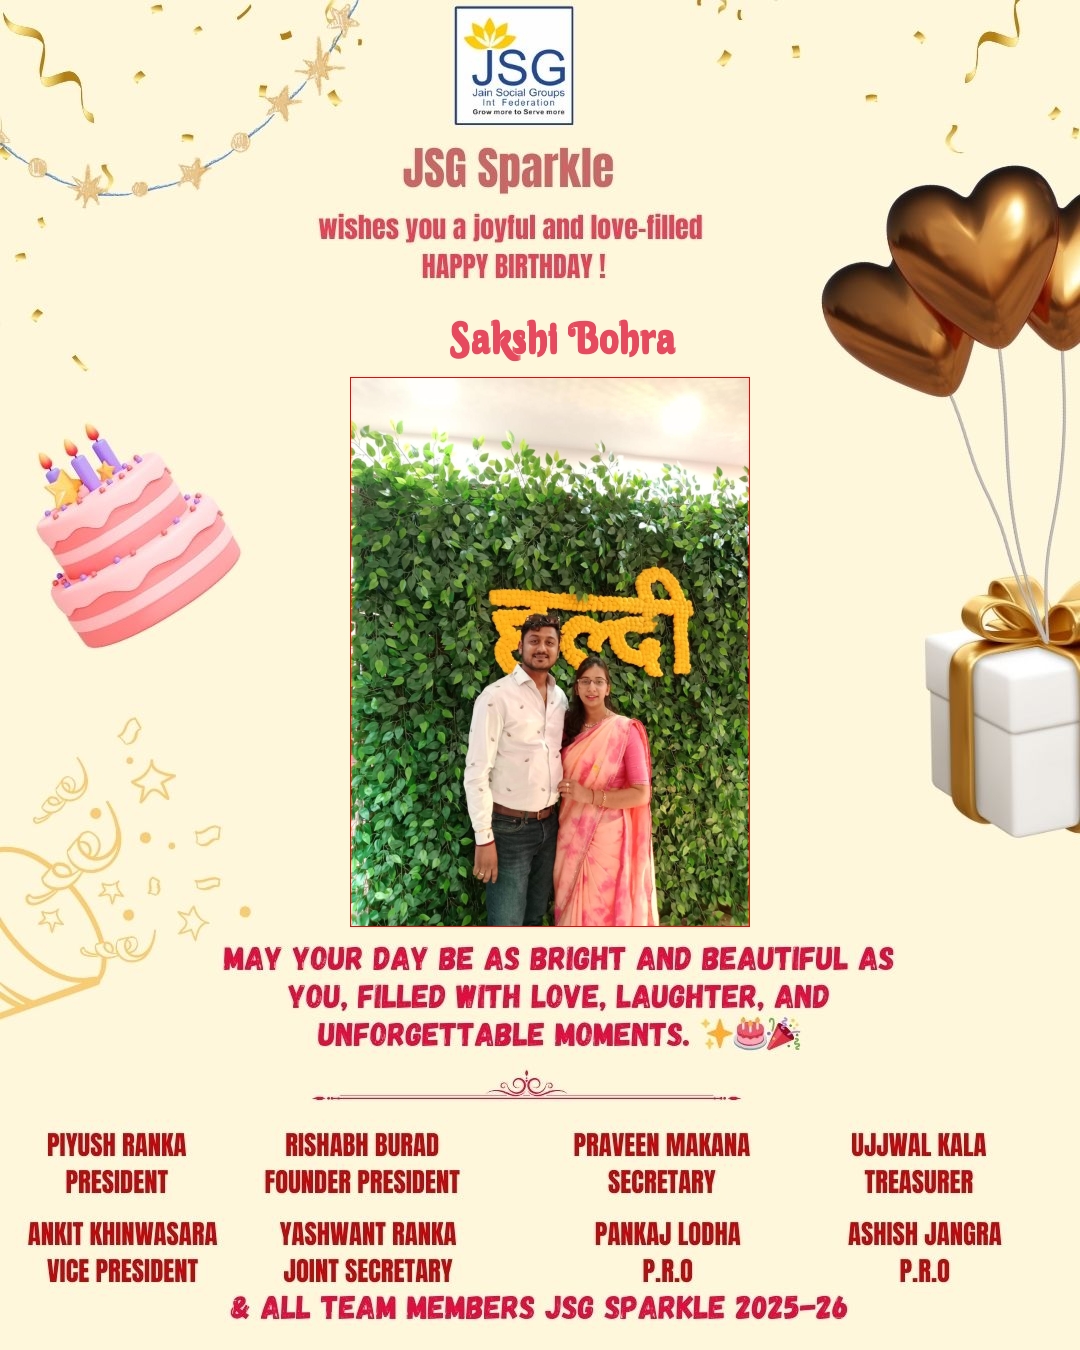 JSG
Jain Social Groups
Int Federation
Grow more to Serve more
JSG Sparkle
wishes you a joyful and love-filled
HAPPY BIRTHDAY !
Sakshi Bohra
हल्दी
MAY YOUR DAY BE AS BRIGHT AND BEAUTIFUL AS
YOU, FILLED WITH LOVE, LAUGHTER, AND
UNFORGETTABLE MOMENTS. ✨🎂🎉
PIYUSH RANKA
PRESIDENT
RISHABH BURAD
FOUNDER PRESIDENT
PRAVEEN MAKANA
SECRETARY
UJJWAL KALA
TREASURER
ANKIT KHINWASARA
VICE PRESIDENT
YASHWANT RANKA
JOINT SECRETARY
PANKAJ LODHA
P.R.O
ASHISH JANGRA
P.R.O
& ALL TEAM MEMBERS JSG SPARKLE 2025-26